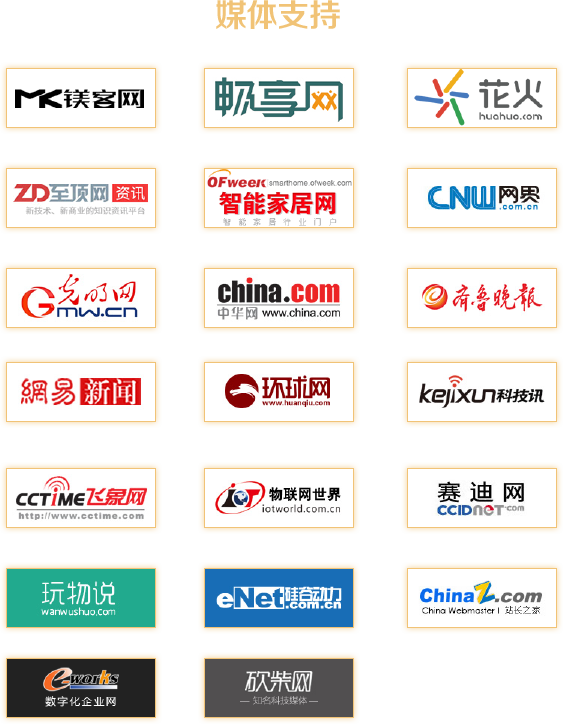 媒体支持
MK镁客网
畅享网
花火
huahuo.com
ZD至顶网 资讯
新技术、新商业的知识资讯平台
OFweek smarthome.ofweek.com
智能家居网
智能家居行业门户
CNW网界
.com.cn
光明网
Gmw.cn
china.com
中华网 www.china.com
齐鲁晚报
網易新闻
环球网
www.huanqiu.com
kejixun科技讯
CCTIME飞象网
http://www.cctime.com
IOT 物联网世界
iotworld.com.cn
赛迪网
CCIDNET.com
玩物说
wanwushuo.com
eNet硅谷动力
.com.cn
ChinaZ.com
China Webmaster | 站长之家
e-works
数字化企业网
砍柴网
— 知名科技媒体 —